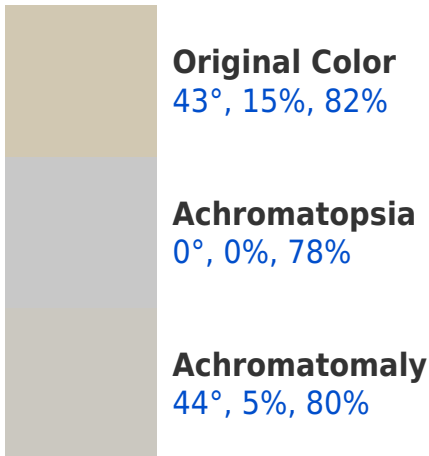 Original Color
43°, 15%, 82%
Achromatopsia
0°, 0%, 78%
Achromatomaly
44°, 5%, 80%